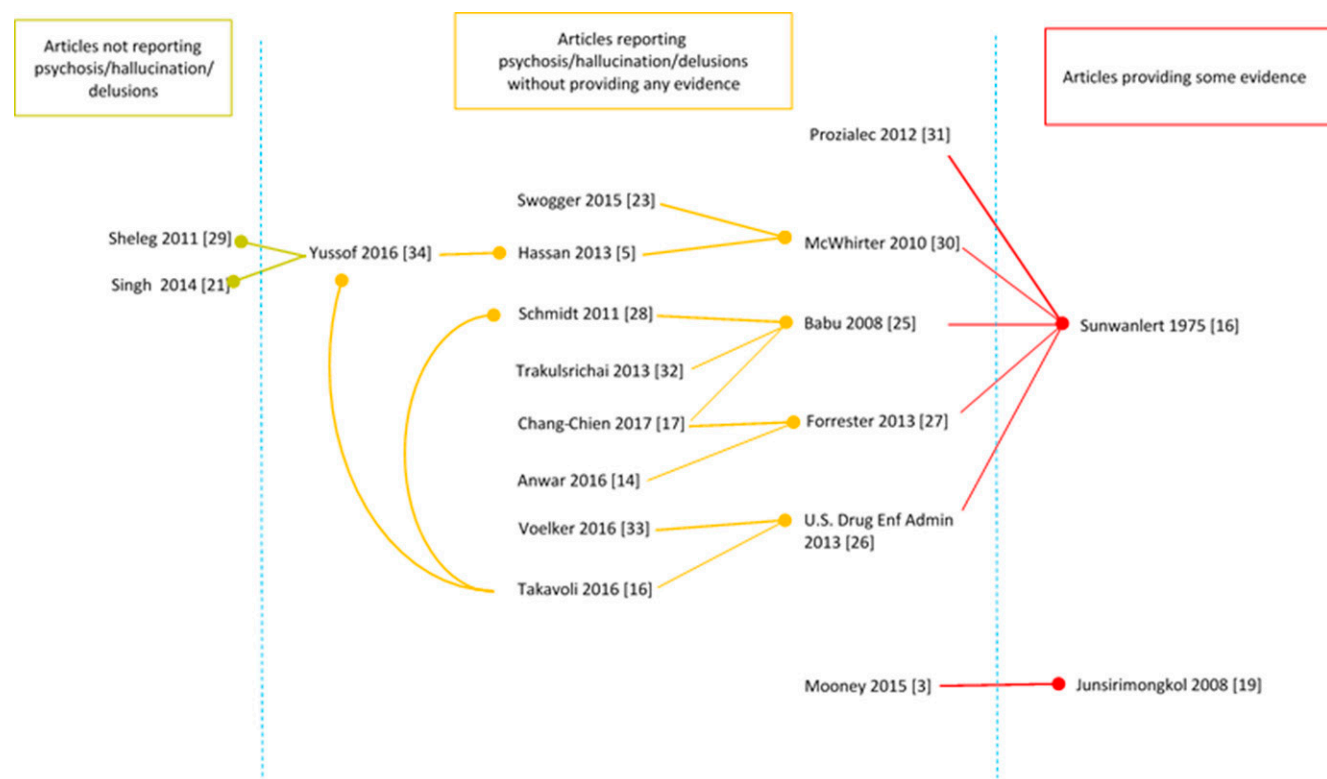 Articles not reporting
psychosis/hallucination/
delusions
Articles reporting
psychosis/hallucination/delusions
without providing any evidence
Articles providing some evidence
Prozialec 2012 [31]
Swogger 2015 [23]
Sheleg 2011 [29]
McWhirter 2010 [30]
Yussof 2016 [34]
Hassan 2013 [5]
Singh 2014 [21]
Schmidt 2011 [28]
Babu 2008 [25]
Sunwanlert 1975 [16]
Trakulsrichai 2013 [32]
Chang-Chien 2017 [17]
Forrester 2013 [27]
Anwar 2016 [14]
Voelker 2016 [33]
U.S. Drug Enf Admin
2013 [26]
Takavoli 2016 [16]
Mooney 2015 [3]
Junsirimongkol 2008 [19]